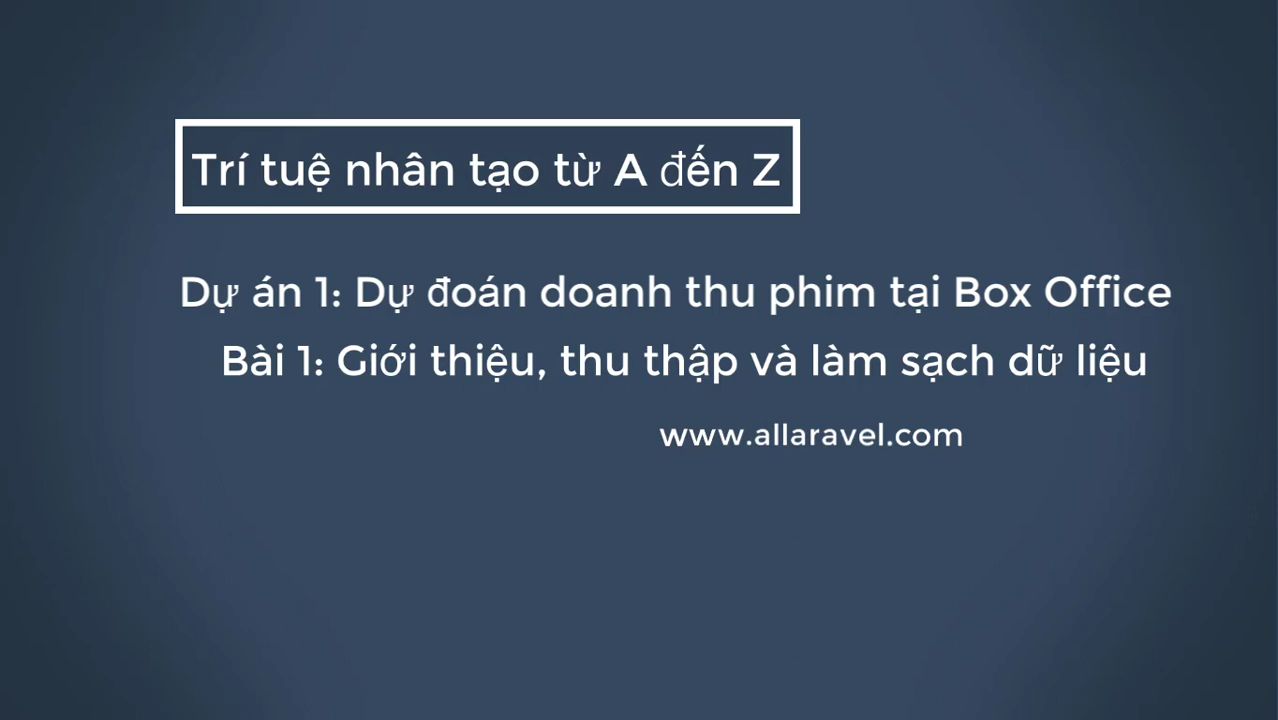 Trí tuệ nhân tạo từ A đến Z
Dự án 1: Dự đoán doanh thu phim tại Box Office
Bài 1: Giới thiệu, thu thập và làm sạch dữ liệu
www.allaravel.com